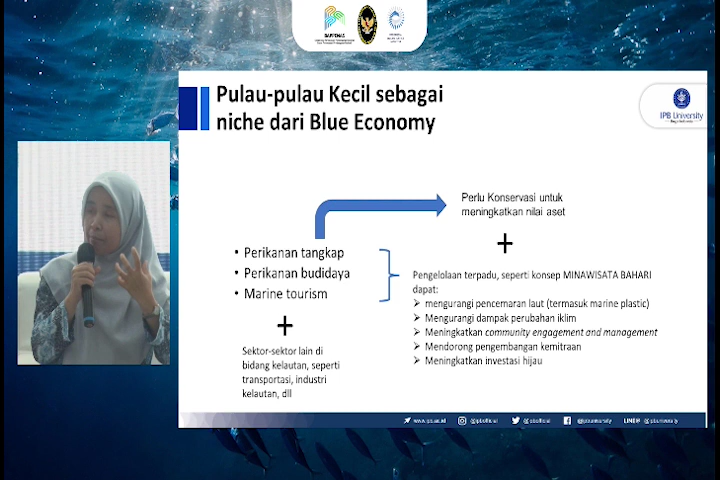 BAPPENAS
Pulau-pulau Kecil sebagai
niche dari Blue Economy
IPB University
Perlu Konservasi untuk
meningkatkan nilai aset
+
• Perikanan tangkap
• Perikanan budidaya
• Marine tourism
+
Sektor-sektor lain di
bidang kelautan, seperti
transportasi, industri
kelautan, dll
Pengelolaan terpadu, seperti konsep MINAWISATA BAHARI
dapat:
➢ mengurangi pencemaran laut (termasuk marine plastic)
➢ Mengurangi dampak perubahan iklim
➢ Meningkatkan community engagement and management
➢ Mendorong pengembangan kemitraan
➢ Meningkatkan investasi hijau
www.ipb.ac.id @ipbofficial @ipbofficial @ipbuniversity LINE@ @ipbuniversity